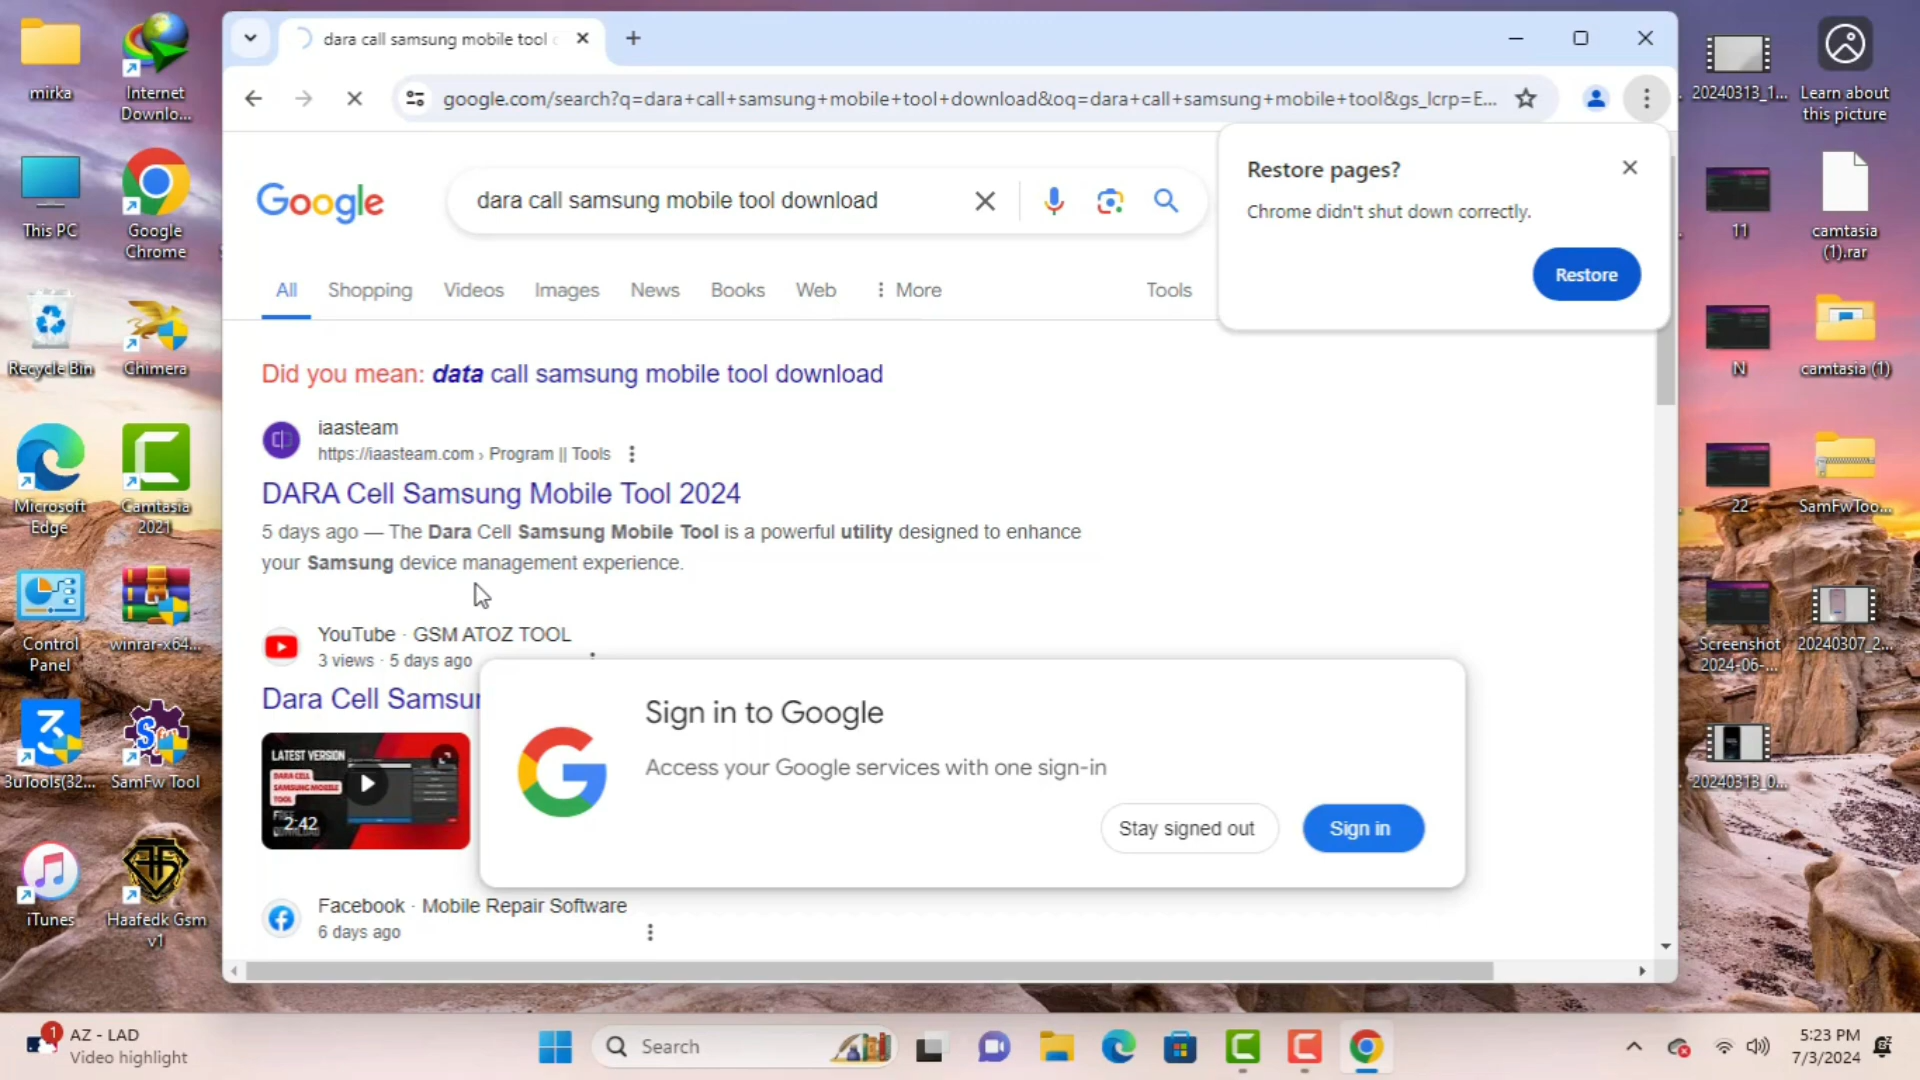 mirka
Internet
Downlo...
This PC
Google
Chrome
Recycle Bin
Chimera
Microsoft
Edge
Camtasia
2021
Control
Panel
winrar-x64...
3uTools(32...
SamFw Tool
iTunes
Haafedk Gsm
v1
dara call samsung mobile tool
google.com/search?q=dara+call+samsung+mobile+tool+download&oq=dara+call+samsung+mobile+tool&gs_lcrp=E...
Google
dara call samsung mobile tool download
All
Shopping
Videos
Images
News
Books
Web
More
Tools
Restore pages?
Chrome didn't shut down correctly.
Restore
Did you mean: data call samsung mobile tool download
iaasteam
https://iaasteam.com › Program || Tools
DARA Cell Samsung Mobile Tool 2024
5 days ago — The Dara Cell Samsung Mobile Tool is a powerful utility designed to enhance
your Samsung device management experience.
YouTube · GSM ATOZ TOOL
3 views · 5 days ago
Dara Cell Samsu
LATEST VERSION
DARA CELL
SAMSUNG MOBILE
TOOL
2:42
Sign in to Google
Access your Google services with one sign-in
Stay signed out
Sign in
Facebook · Mobile Repair Software
6 days ago
20240313_1...
Learn about
this picture
11
camtasia
(1).rar
N
camtasia (1)
22
SamFwToo...
Screenshot
2024-06-...
20240307_2...
20240313_0...
1
AZ - LAD
Video highlight
Search
5:23 PM
7/3/2024